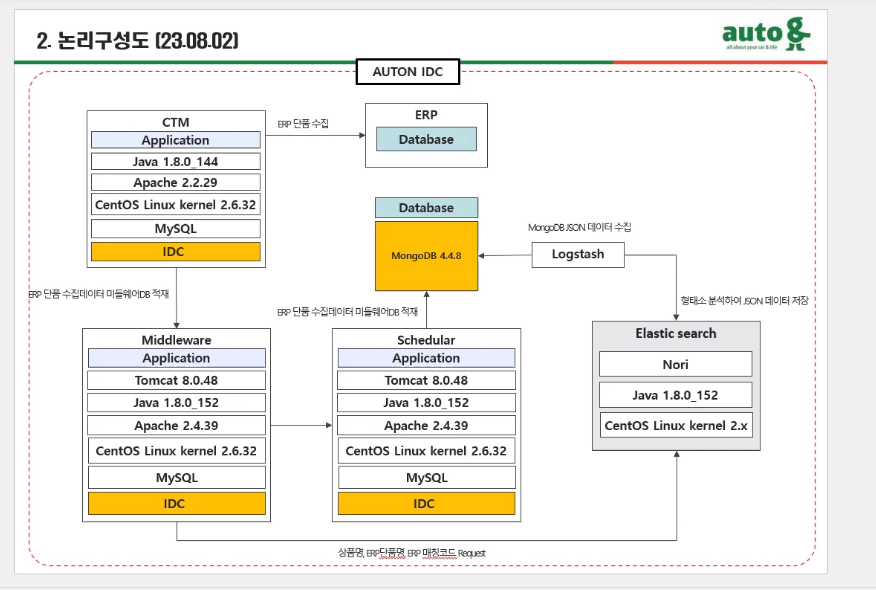 2. 논리구성도 (23.08.02)
auto g
all about your car & life
AUTON IDC
CTM
Application
Java 1.8.0_144
Apache 2.2.29
CentOS Linux kernel 2.6.32
MySQL
IDC
ERP 단품 수집
ERP
Database
Database
MongoDB 4.4.8
MongoDB JSON 데이터 수집
Logstash
형태소 분석하여 JSON 데이터 저장
ERP 단품 수집데이터 미들웨어DB 적재
ERP 단품 수집데이터 미들웨어DB 적재
Middleware
Application
Tomcat 8.0.48
Java 1.8.0_152
Apache 2.4.39
CentOS Linux kernel 2.6.32
MySQL
IDC
Schedular
Application
Tomcat 8.0.48
Java 1.8.0_152
Apache 2.4.39
CentOS Linux kernel 2.6.32
MySQL
IDC
Elastic search
Nori
Java 1.8.0_152
CentOS Linux kernel 2.x
상품명, ERP단품명, ERP 매칭코드 Request